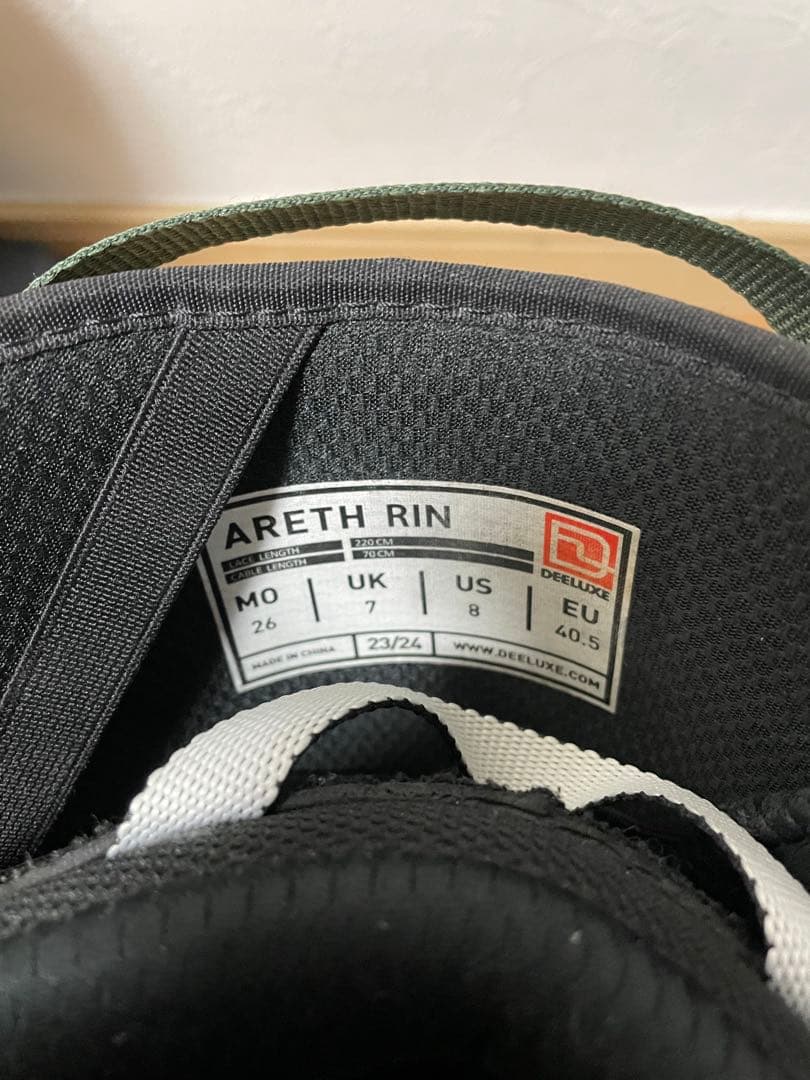 ARETH RIN
LACE LENGTH 220 CM
CABLE LENGTH 70 CM
DEELUXE
MO UK US EU
26 7 8 40.5
MADE IN CHINA 23/24 WWW.DEELUXE.COM